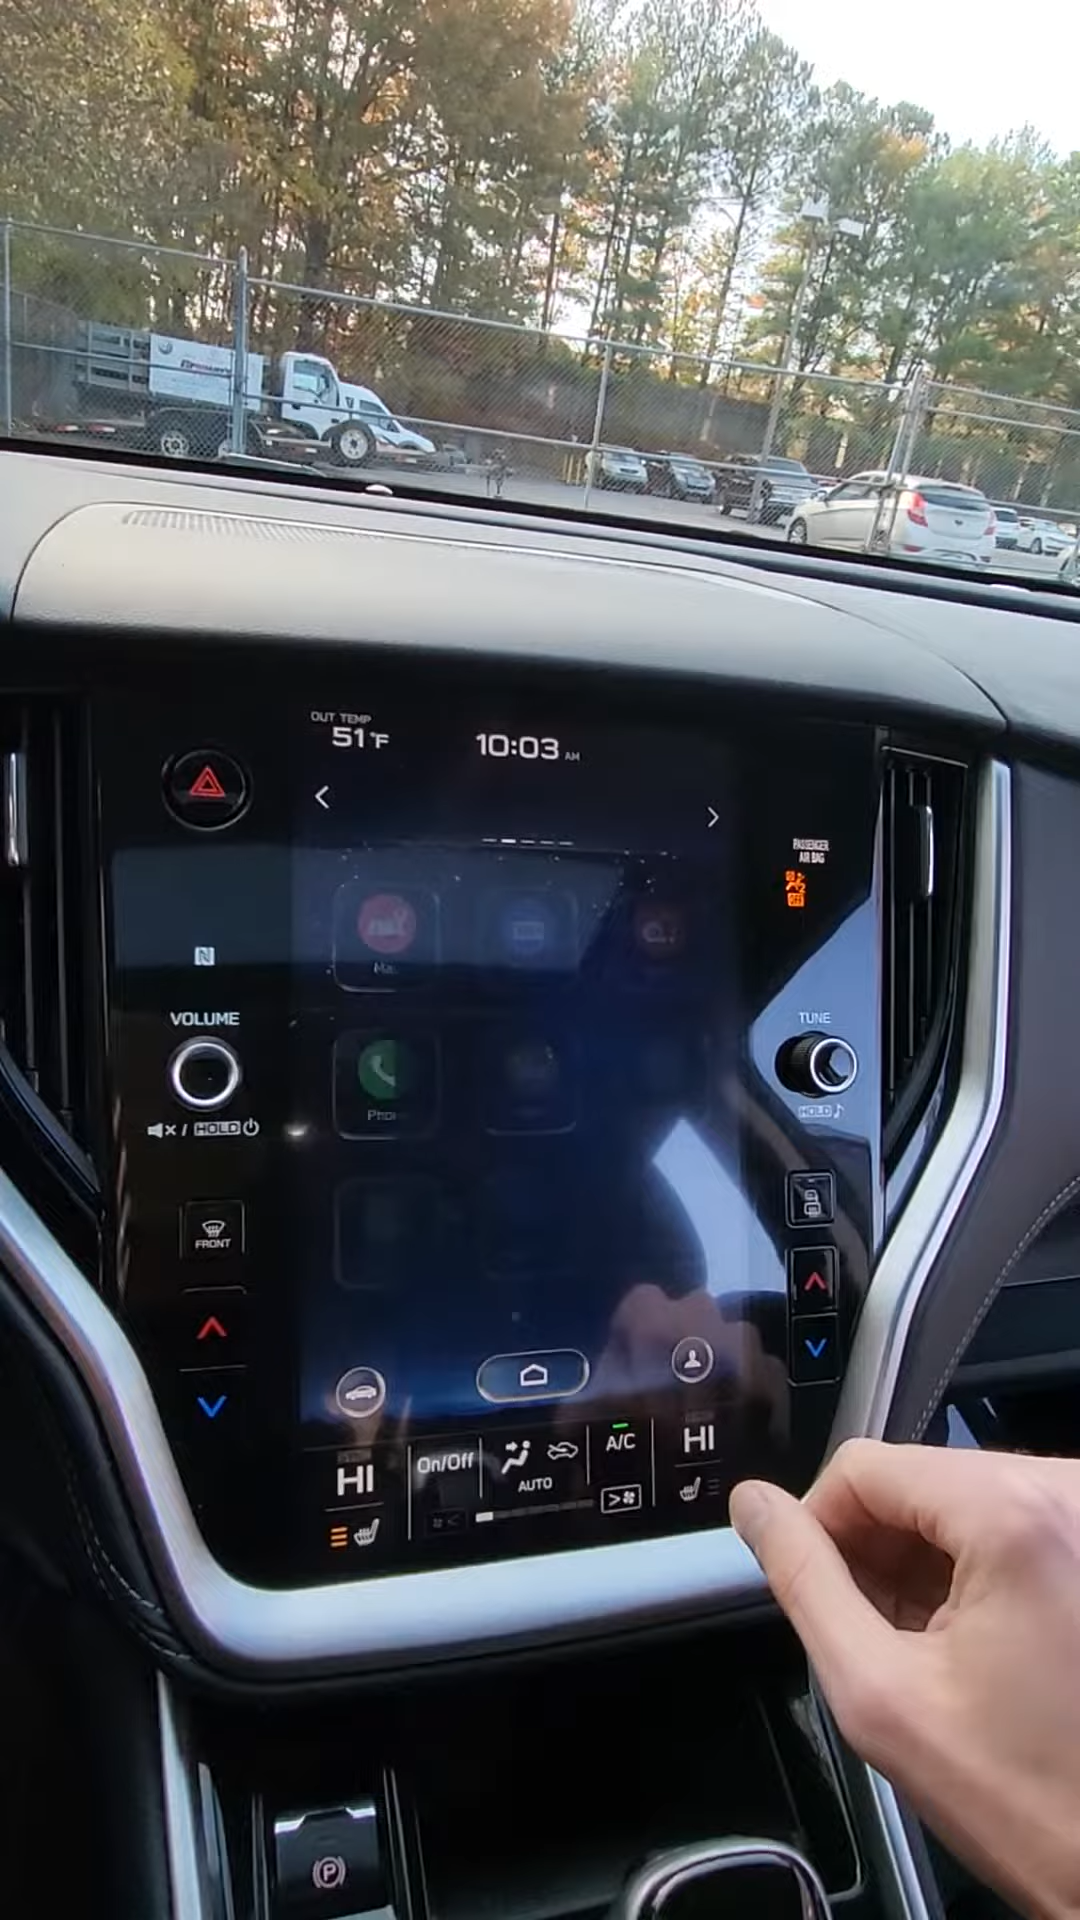 OUT TEMP
51°F
10:03 AM
PASSENGER
AIR BAG
OFF
VOLUME
TUNE
/ HOLD
HOLD
Phon
FRONT
HI
On/Off
AUTO
A/C
HI
P